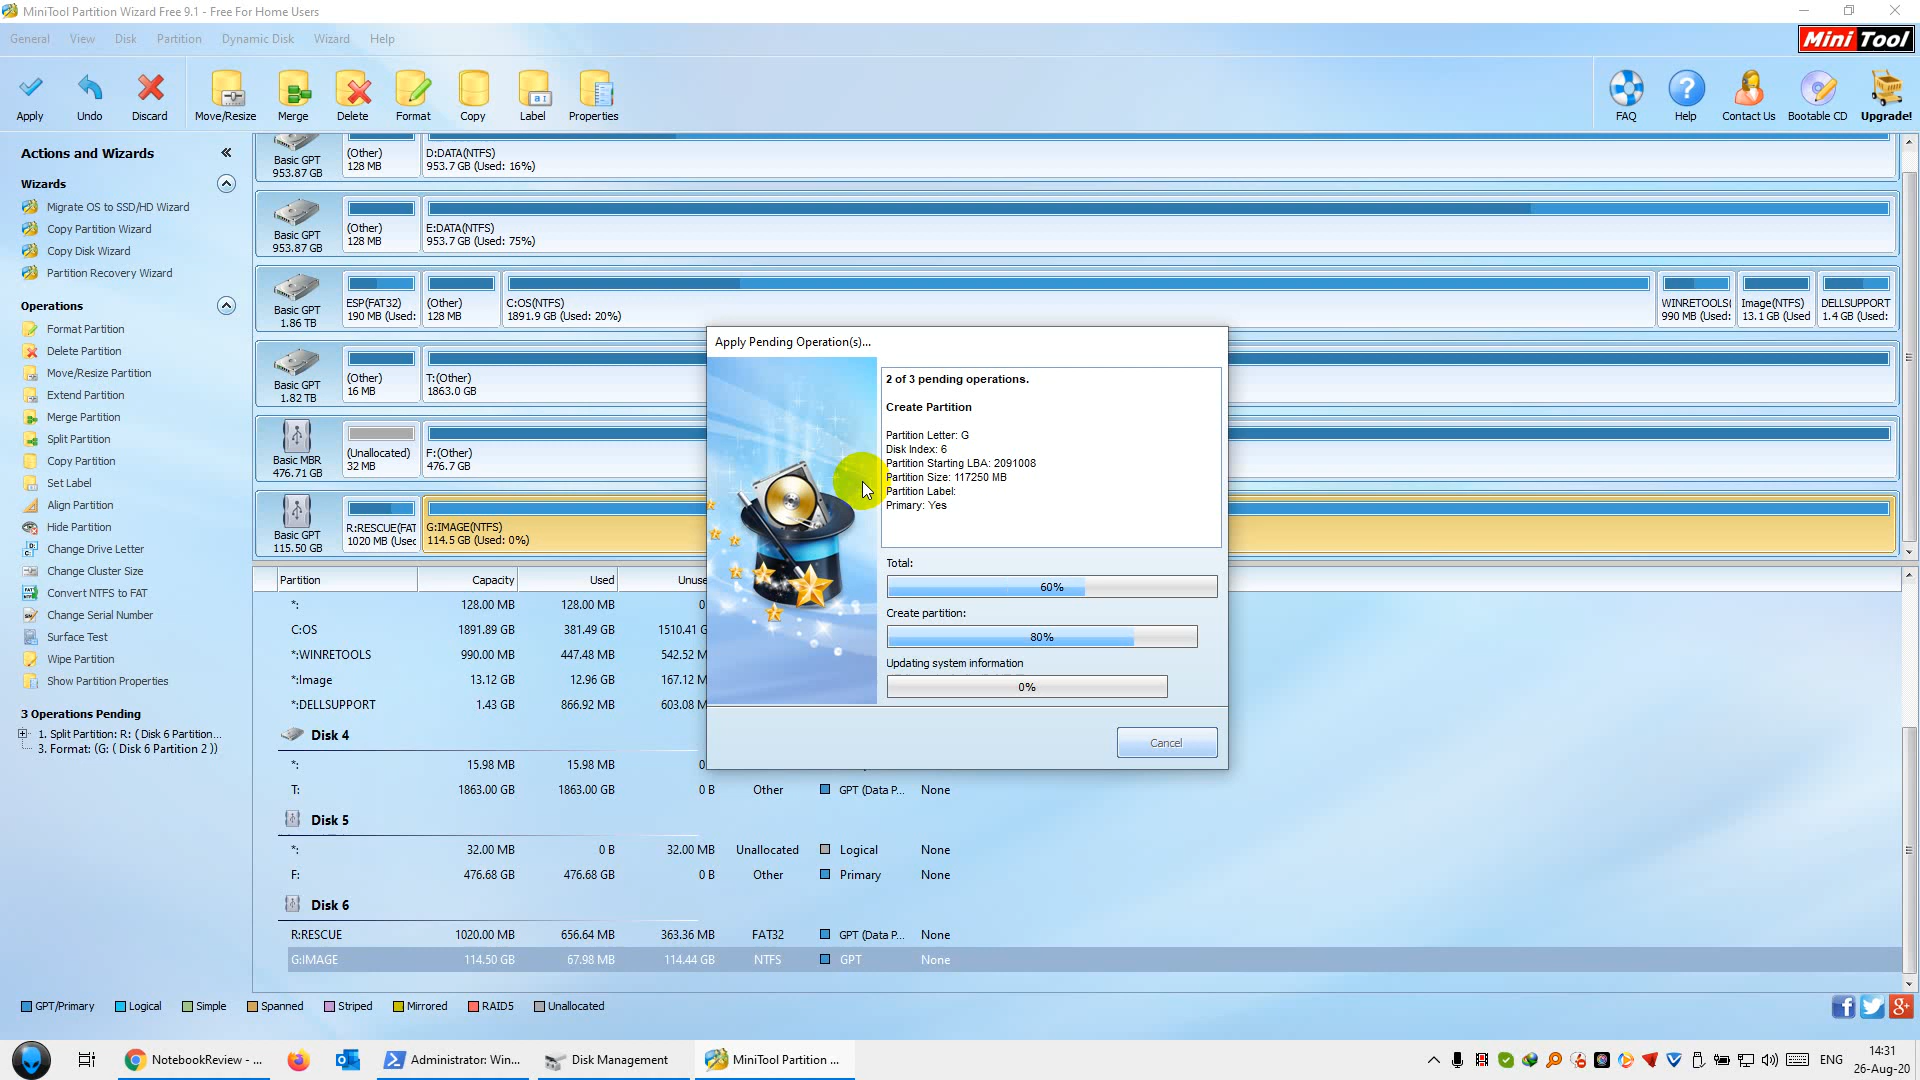 MiniTool Partition Wizard Free 9.1 - Free For Home Users
General View Disk Partition Dynamic Disk Wizard Help
Mini Tool
Apply Undo Discard Move/Resize Merge Delete Format Copy Label Properties FAQ Help Contact Us Bootable CD Upgrade!
Actions and Wizards
Wizards
Migrate OS to SSD/HD Wizard
Copy Partition Wizard
Copy Disk Wizard
Partition Recovery Wizard
Operations
Format Partition
Delete Partition
Move/Resize Partition
Extend Partition
Merge Partition
Split Partition
Copy Partition
Set Label
Align Partition
Hide Partition
Change Drive Letter
Change Cluster Size
Convert NTFS to FAT
Change Serial Number
Surface Test
Wipe Partition
Show Partition Properties
3 Operations Pending
1. Split Partition: R: ( Disk 6 Partition...
3. Format: (G: ( Disk 6 Partition 2 ))
Basic GPT
953.87 GB
(Other)
128 MB
D:DATA(NTFS)
953.7 GB (Used: 16%)
Basic GPT
953.87 GB
(Other)
128 MB
E:DATA(NTFS)
953.7 GB (Used: 75%)
Basic GPT
1.86 TB
ESP(FAT32)
190 MB (Used:
(Other)
128 MB
C:OS(NTFS)
1891.9 GB (Used: 20%)
WINRETOOLS(
990 MB (Used:
Image(NTFS)
13.1 GB (Used
DELLSUPPORT
1.4 GB (Used:
Basic GPT
1.82 TB
(Other)
16 MB
T:(Other)
1863.0 GB
Basic MBR
476.71 GB
(Unallocated)
32 MB
F:(Other)
476.7 GB
Basic GPT
115.50 GB
R:RESCUE(FAT
1020 MB (Used
G:IMAGE(NTFS)
114.5 GB (Used: 0%)
Apply Pending Operation(s)...
2 of 3 pending operations.
Create Partition
Partition Letter: G
Disk Index: 6
Partition Starting LBA: 2091008
Partition Size: 117250 MB
Partition Label:
Primary: Yes
Total:
60%
Create partition:
80%
Updating system information
0%
Cancel
Partition Capacity Used Unuse
*: 128.00 MB 128.00 MB 0
C:OS 1891.89 GB 381.49 GB 1510.41 G
*:WINRETOOLS 990.00 MB 447.48 MB 542.52 M
*:Image 13.12 GB 12.96 GB 167.12 M
*:DELLSUPPORT 1.43 GB 866.92 MB 603.08 M
Disk 4
*: 15.98 MB 15.98 MB 0
T: 1863.00 GB 1863.00 GB 0 B Other GPT (Data P... None
Disk 5
*: 32.00 MB 0 B 32.00 MB Unallocated Logical None
F: 476.68 GB 476.68 GB 0 B Other Primary None
Disk 6
R:RESCUE 1020.00 MB 656.64 MB 363.36 MB FAT32 GPT (Data P... None
G:IMAGE 114.50 GB 67.98 MB 114.44 GB NTFS GPT None
GPT/Primary Logical Simple Spanned Striped Mirrored RAID5 Unallocated
NotebookReview - ... Administrator: Win... Disk Management MiniTool Partition ... ENG
14:31
26-Aug-20